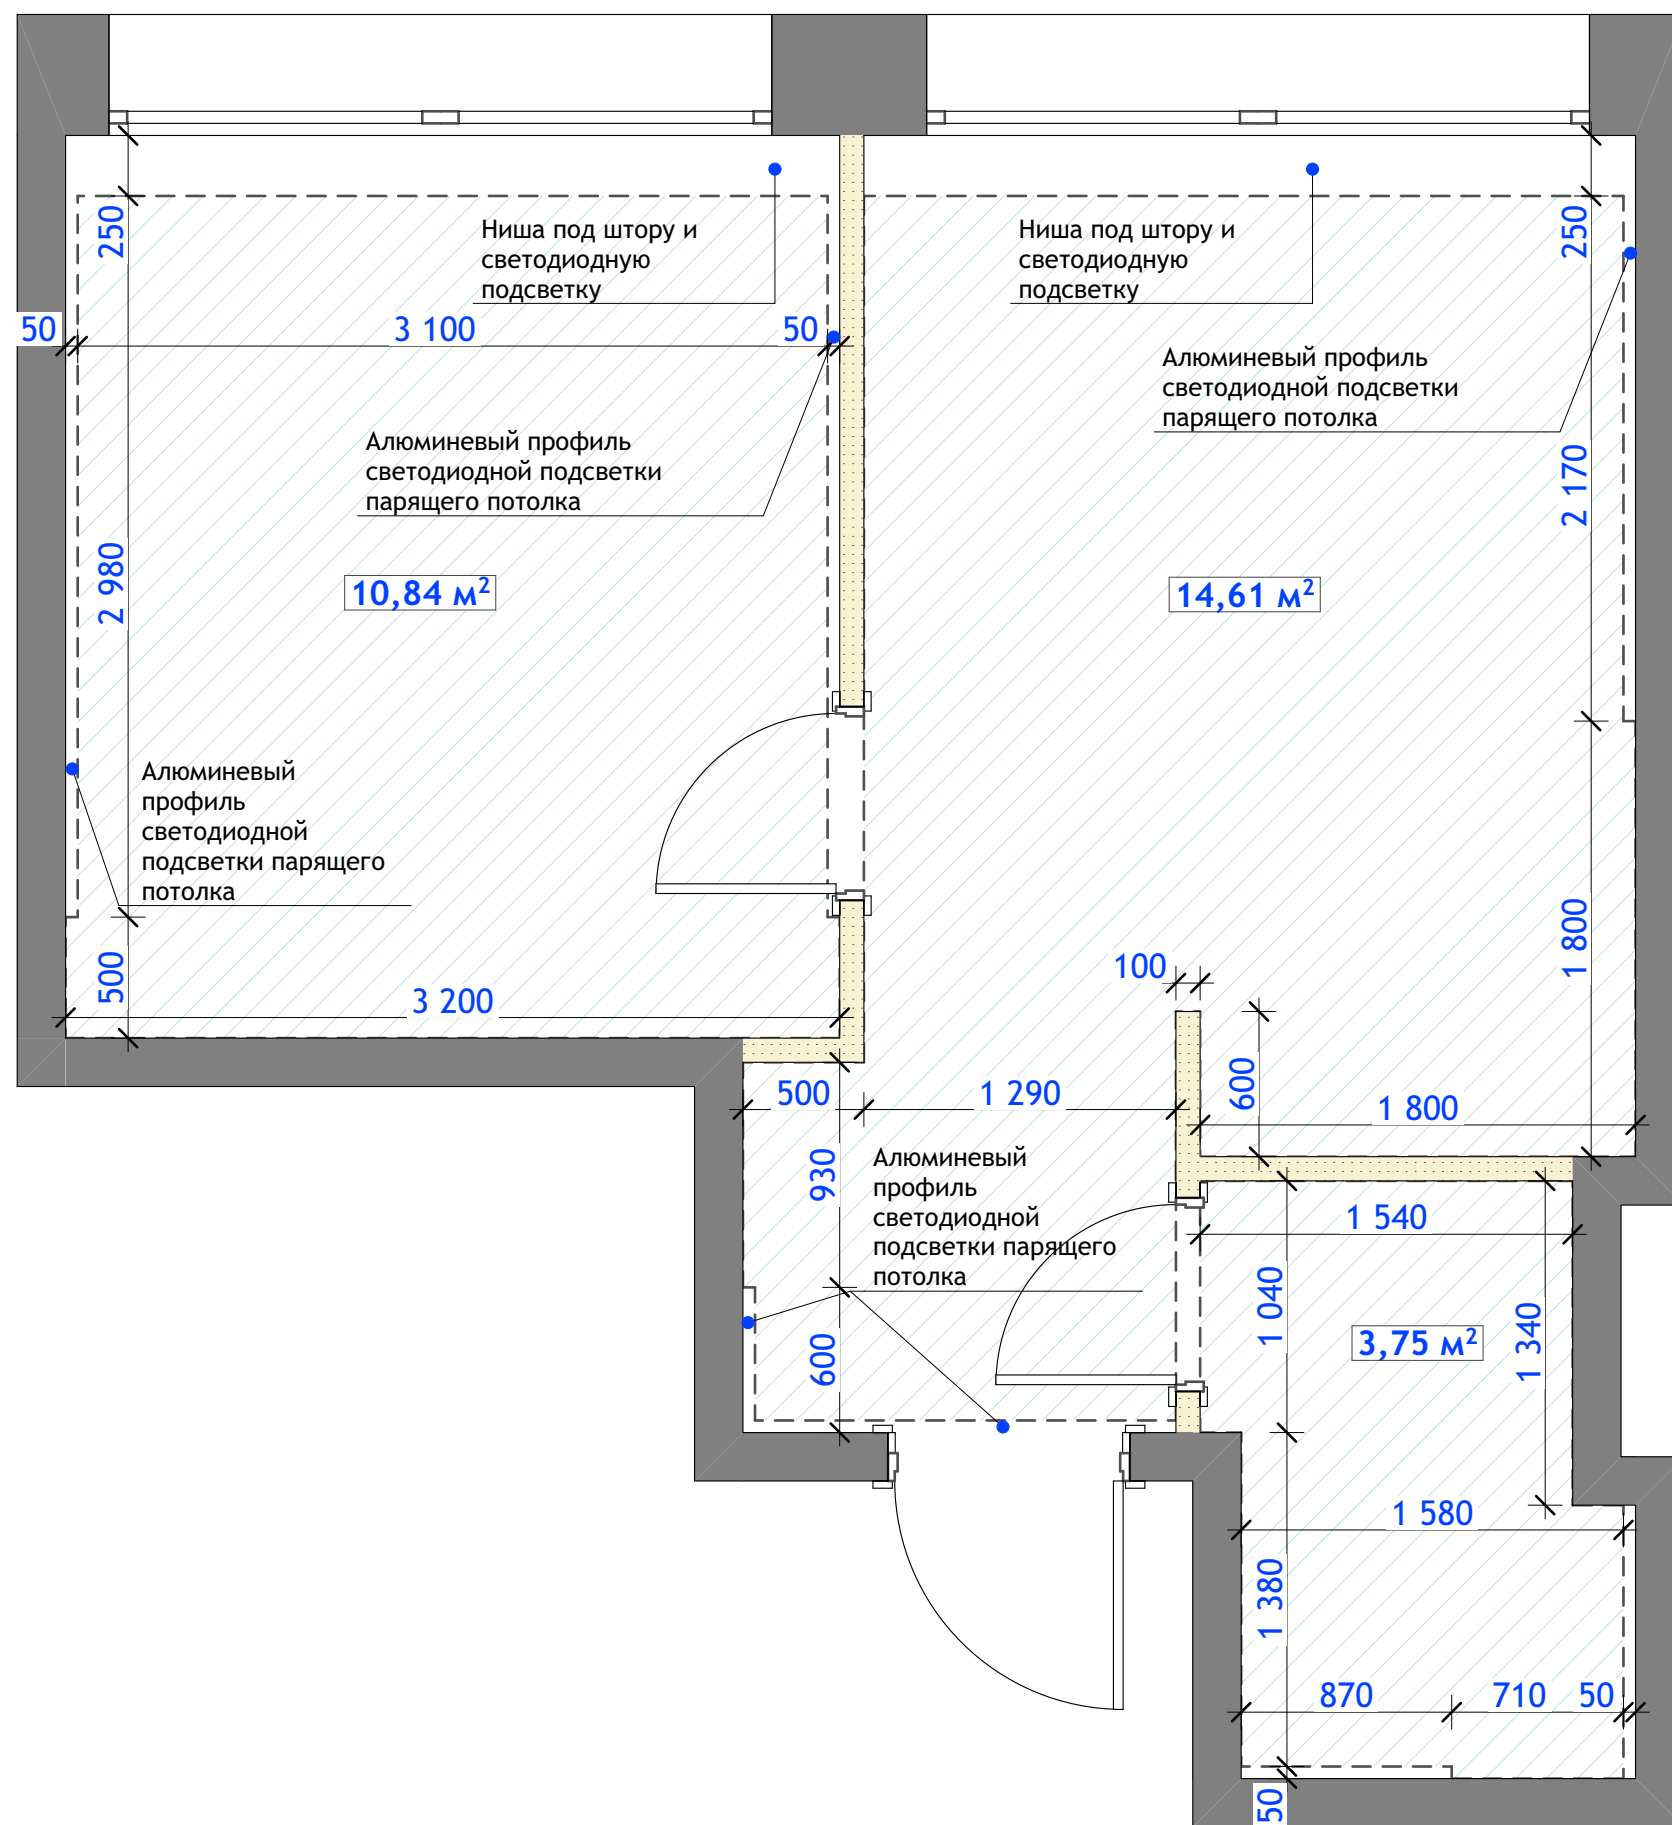 250
Ниша под штору и
светодиодную
подсветку
Ниша под штору и
светодиодную
подсветку
250
50
3 100
50
Алюминевый профиль
светодиодной подсветки
парящего потолка
Алюминевый профиль
светодиодной подсветки
парящего потолка
2 170
2 980
10,84 м²
14,61 м²
Алюминевый
профиль
светодиодной
подсветки парящего
потолка
500
3 200
100
1 800
500
1 290
600
1 800
930
Алюминевый
профиль
светодиодной
подсветки парящего
потолка
600
1 540
1 040
3,75 м²
1 340
1 580
1 380
870
710
50
50